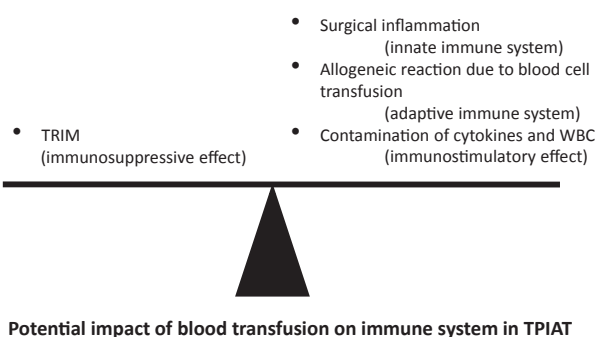 • TRIM
(immunosuppressive effect)
• Surgical inflammation
(innate immune system)
• Allogeneic reaction due to blood cell
transfusion
(adaptive immune system)
• Contamination of cytokines and WBC
(immunostimulatory effect)
Potential impact of blood transfusion on immune system in TPIAT